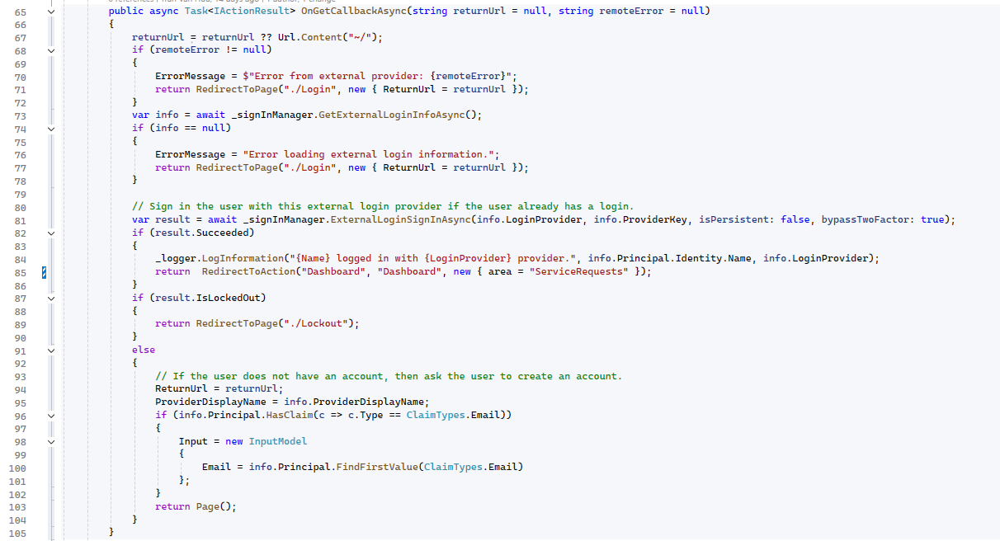 65 public async Task<IActionResult> OnGetCallbackAsync(string returnUrl = null, string remoteError = null)
66 {
67 returnUrl = returnUrl ?? Url.Content("~/");
68 if (remoteError != null)
69 {
70 ErrorMessage = $"Error from external provider: {remoteError}";
71 return RedirectToPage("./Login", new { ReturnUrl = returnUrl });
72 }
73 var info = await _signInManager.GetExternalLoginInfoAsync();
74 if (info == null)
75 {
76 ErrorMessage = "Error loading external login information.";
77 return RedirectToPage("./Login", new { ReturnUrl = returnUrl });
78 }
79
80 // Sign in the user with this external login provider if the user already has a login.
81 var result = await _signInManager.ExternalLoginSignInAsync(info.LoginProvider, info.ProviderKey, isPersistent: false, bypassTwoFactor: true);
82 if (result.Succeeded)
83 {
84 _logger.LogInformation("{Name} logged in with {LoginProvider} provider.", info.Principal.Identity.Name, info.LoginProvider);
85 return  RedirectToAction("Dashboard", "Dashboard", new { area = "ServiceRequests" });
86 }
87 if (result.IsLockedOut)
88 {
89 return RedirectToPage("./Lockout");
90 }
91 else
92 {
93 // If the user does not have an account, then ask the user to create an account.
94 ReturnUrl = returnUrl;
95 ProviderDisplayName = info.ProviderDisplayName;
96 if (info.Principal.HasClaim(c => c.Type == ClaimTypes.Email))
97 {
98 Input = new InputModel
99 {
100 Email = info.Principal.FindFirstValue(ClaimTypes.Email)
101 };
102 }
103 return Page();
104 }
105 }